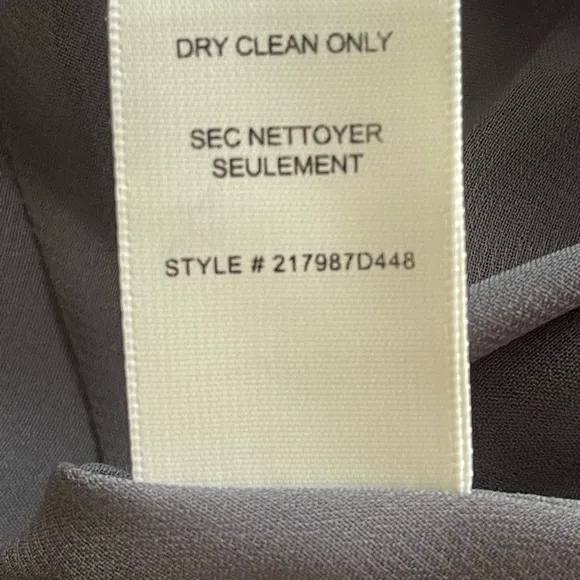 DRY CLEAN ONLY
SEC NETTOYER
SEULEMENT
STYLE # 217987D448